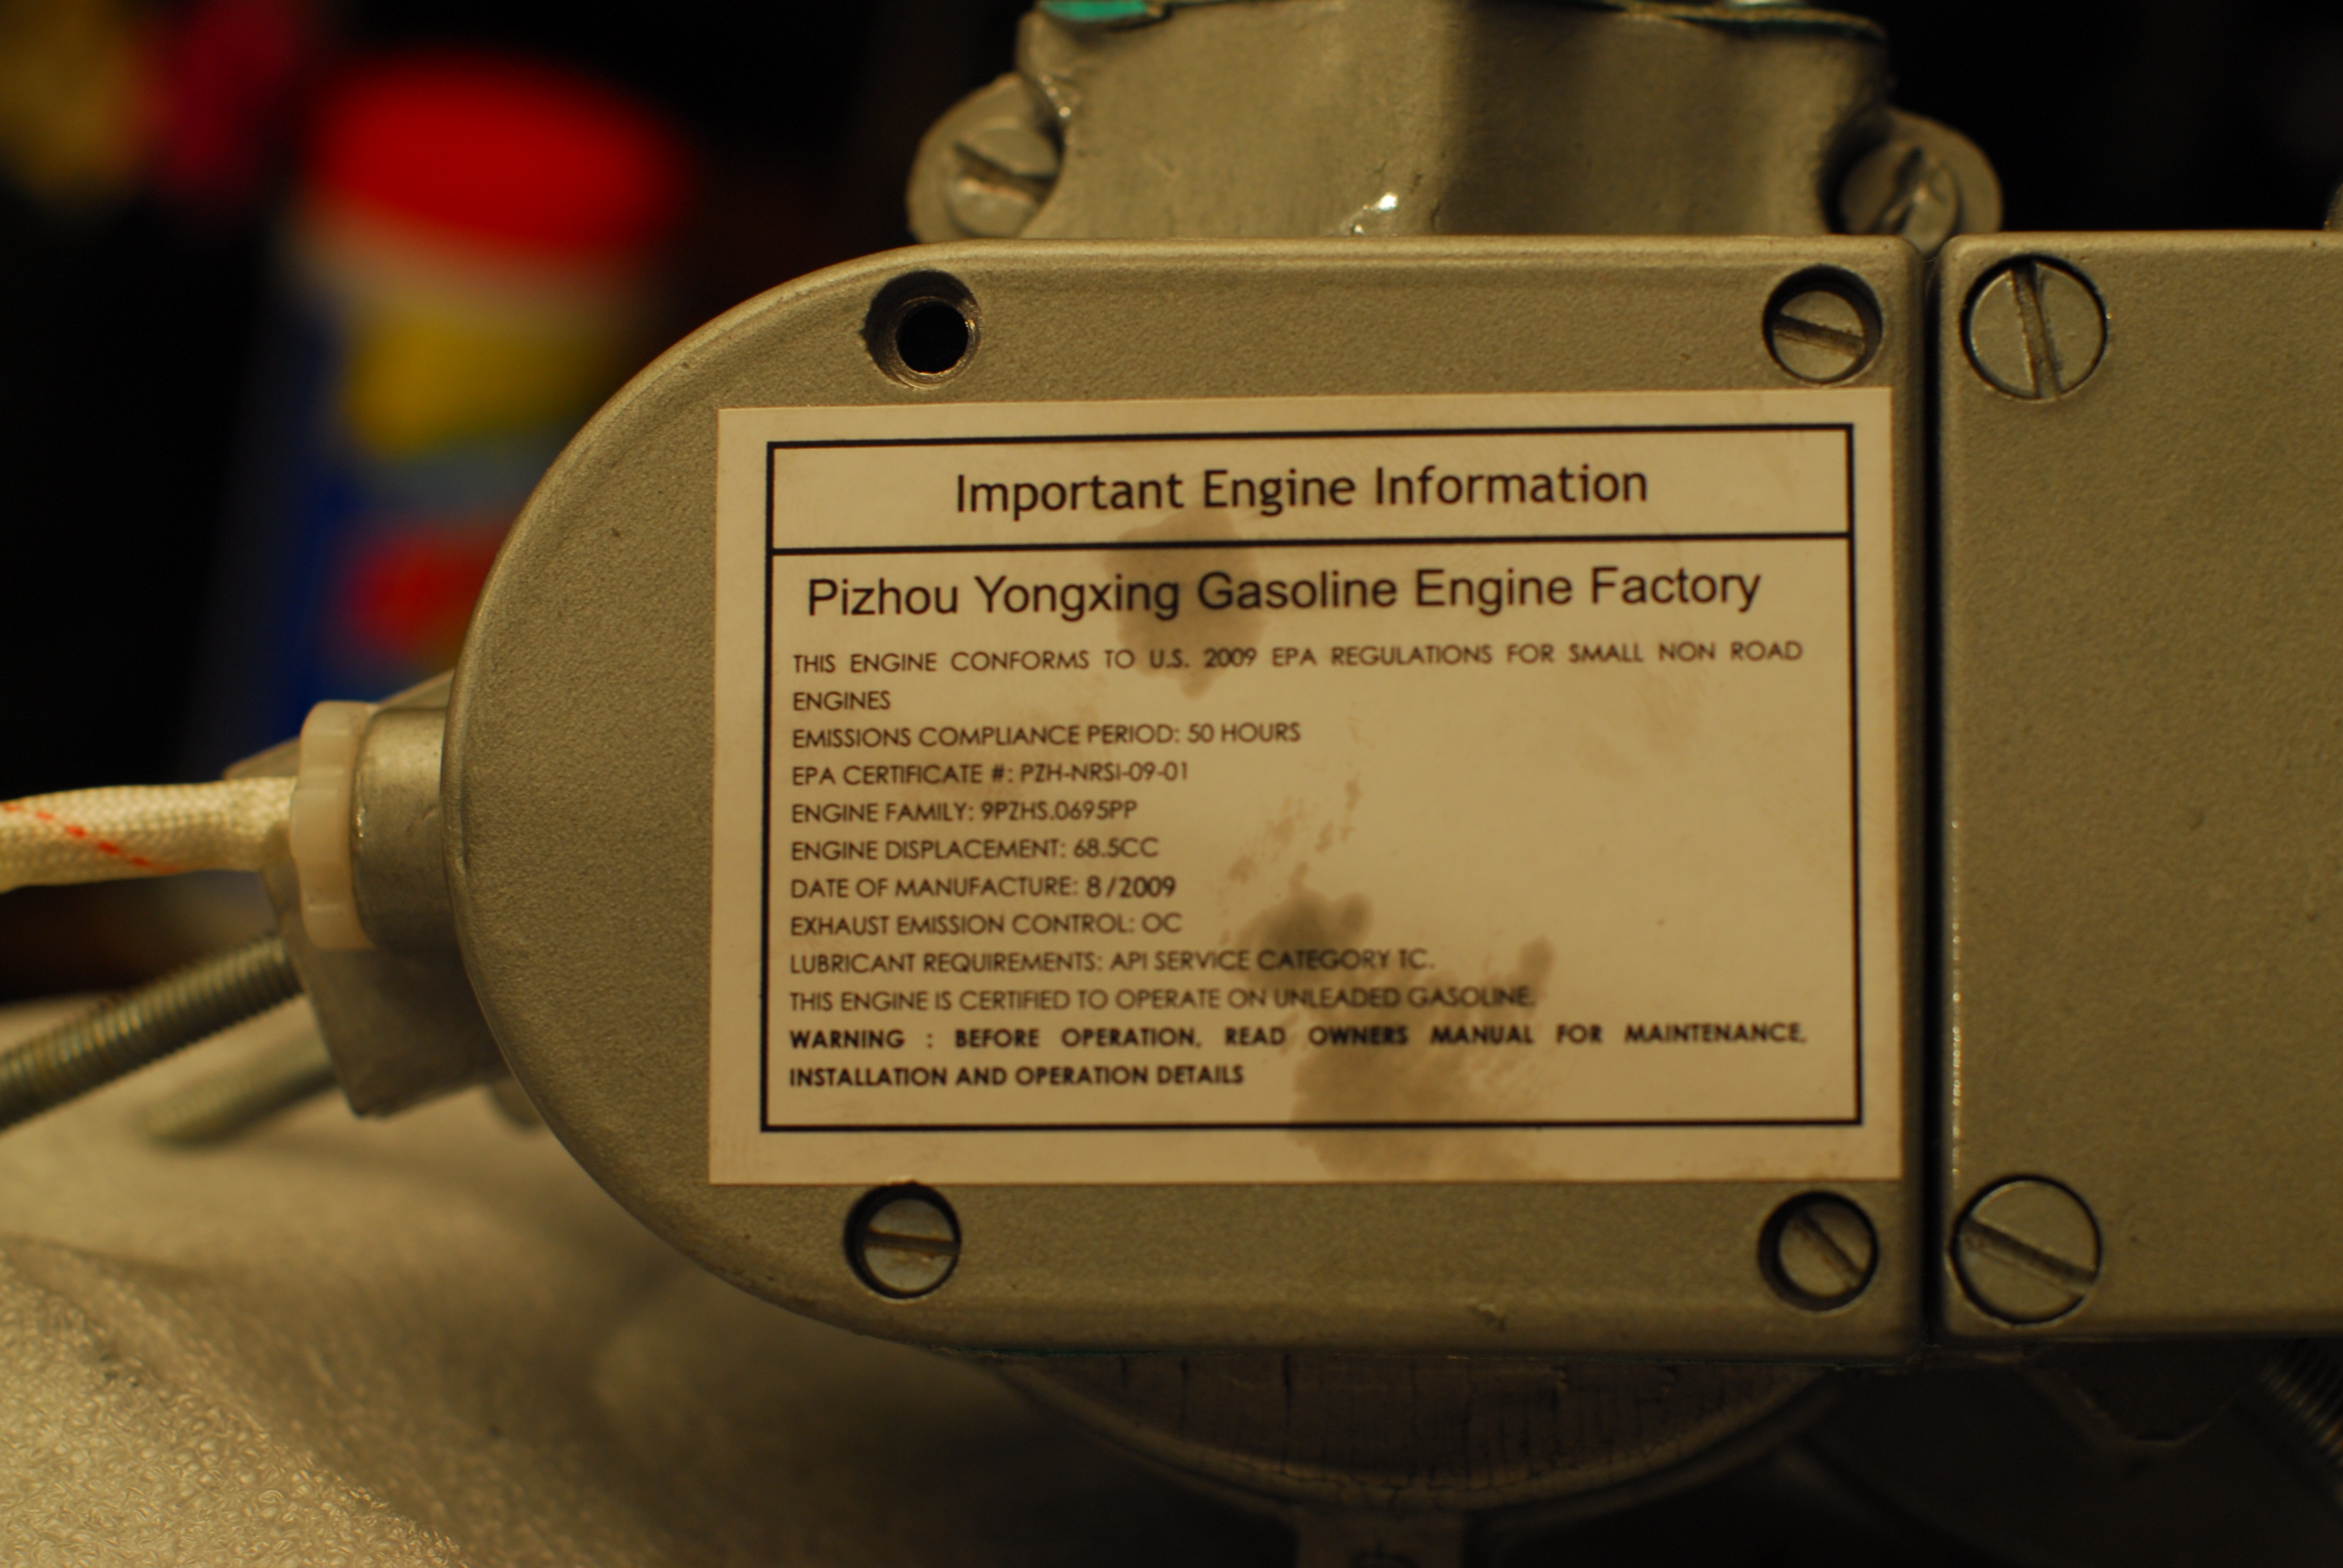 Important Engine Information
Pizhou Yongxing Gasoline Engine Factory
THIS ENGINE CONFORMS TO U.S. 2009 EPA REGULATIONS FOR SMALL NON ROAD
ENGINES
EMISSIONS COMPLIANCE PERIOD: 50 HOURS
EPA CERTIFICATE #: PZH-NRSI-09-01
ENGINE FAMILY: 9PZHS.0695PP
ENGINE DISPLACEMENT: 68.5CC
DATE OF MANUFACTURE: 8/2009
EXHAUST EMISSION CONTROL: OC
LUBRICANT REQUIREMENTS: API SERVICE CATEGORY TC.
THIS ENGINE IS CERTIFIED TO OPERATE ON UNLEADED GASOLINE.
WARNING : BEFORE OPERATION, READ OWNERS MANUAL FOR MAINTENANCE,
INSTALLATION AND OPERATION DETAILS